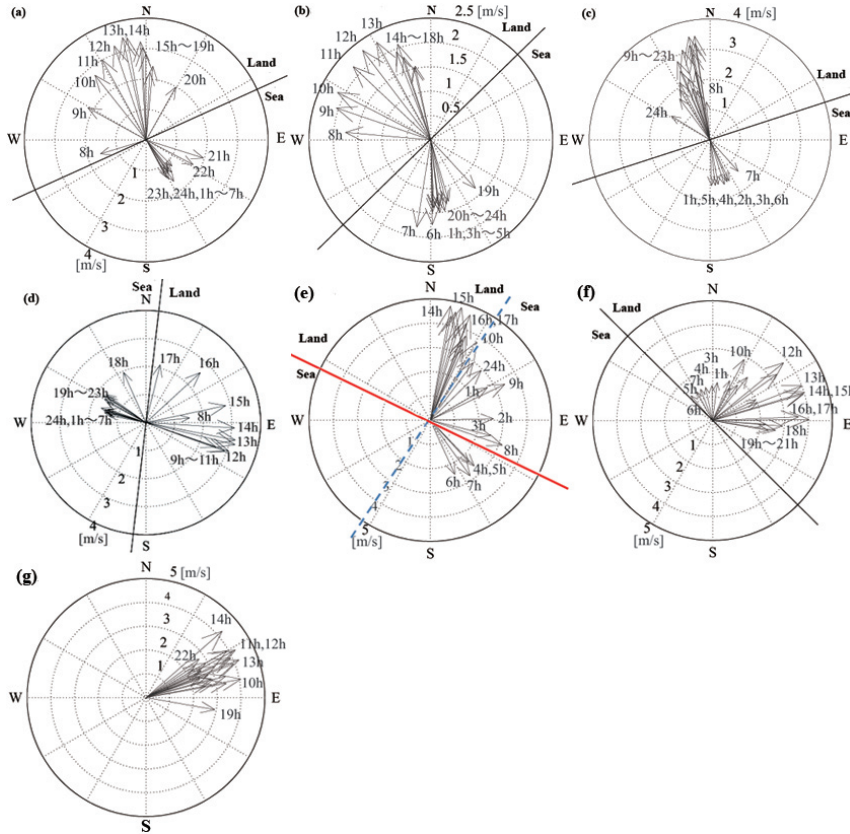 (a)
N
13h,14h
12h
15h～19h
11h
10h
20h
Land
Sea
9h
W
E
8h
21h
22h
1
23h,24h,1h～7h
2
3
4
[m/s]
S
(b)
N
2.5 [m/s]
13h
14h～18h
2
12h
11h
1.5
Land
Sea
1
10h
0.5
9h
8h
W
E
19h
20h～24h
7h
6h
1h,3h～5h
S
(c)
N
4 [m/s]
3
9h～23h
2
8h
1
Land
Sea
24h
W
E
7h
1h,5h,4h,2h,3h,6h
S
(d)
Sea
Land
N
18h
17h
16h
19h～23h
15h
24h,1h～7h
8h
W
E
14h
13h
9h～11h
12h
1
2
3
4
[m/s]
S
(e)
N
15h
Land
Sea
14h
16h,17h
Land
Sea
10h
24h
1h
9h
W
2h
E
3h
8h
1
2
3
4
5
[m/s]
4h,5h
6h
7h
S
(f)
N
Land
Sea
3h
10h
12h
4h
7h
1h
13h
5h
14h,15h
6h
16h,17h
W
E
18h
19h～21h
1
2
3
4
5
[m/s]
S
(g)
N
5 [m/s]
4
3
14h
2
11h,12h
22h
1
13h
10h
W
E
19h
S